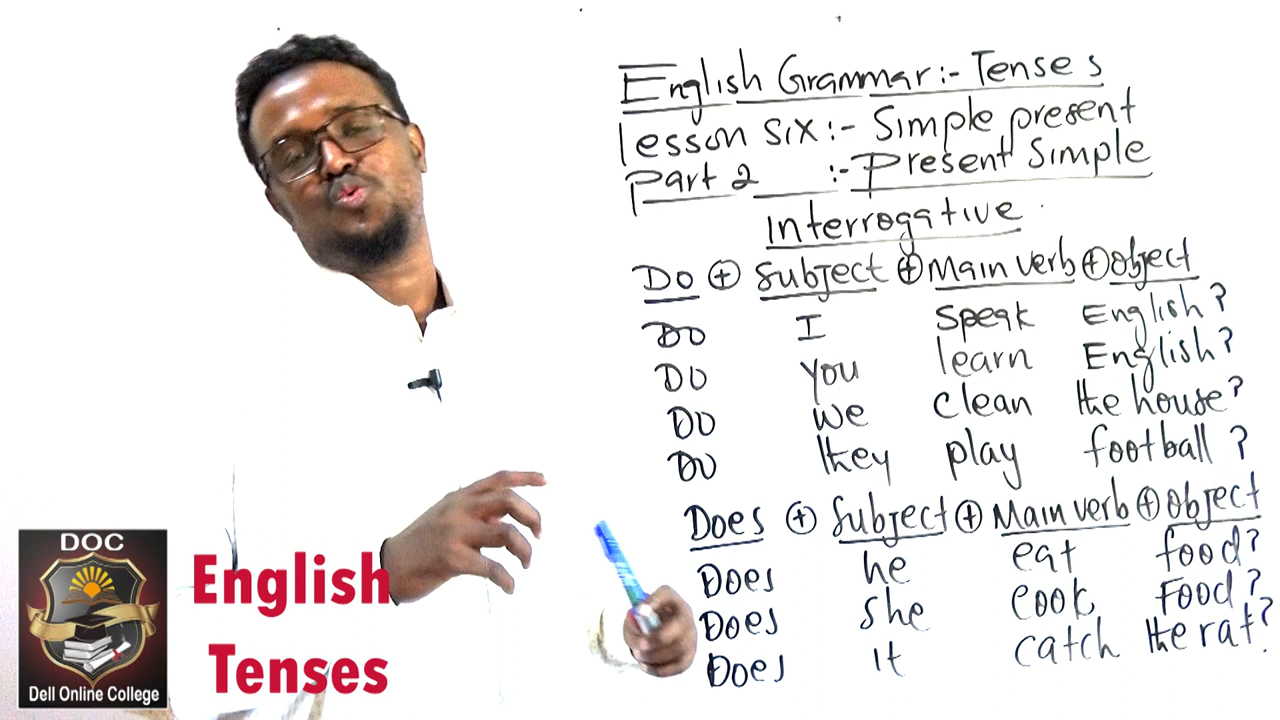 English Grammar:- Tenses
lesson six:- Simple present
Part 2 :- Present Simple
Interrogative
Do + Subject + Main verb + object
Do I speak English?
Do you learn English?
Do we clean the house?
Do they play football?
Does + Subject + Main verb + object
Does he eat food?
Does she cook Food?
Does it catch the rat?
DOC
Dell Online College
English
Tenses